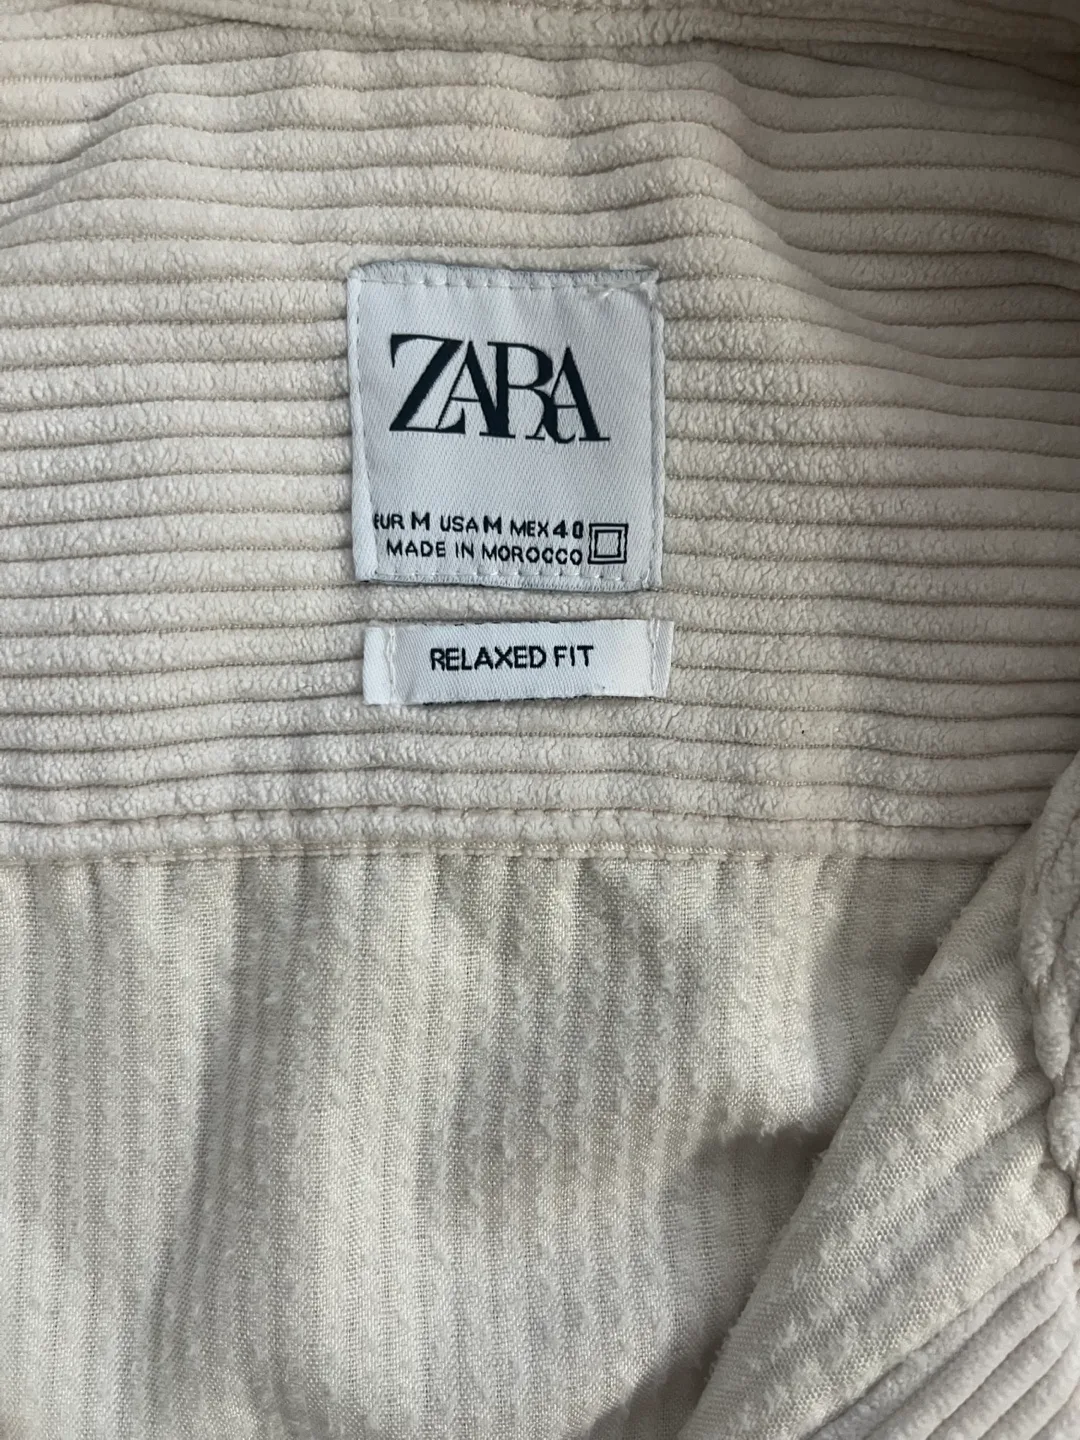 ZARA
EUR M USA M MEX 40
MADE IN MOROCCO
RELAXED FIT